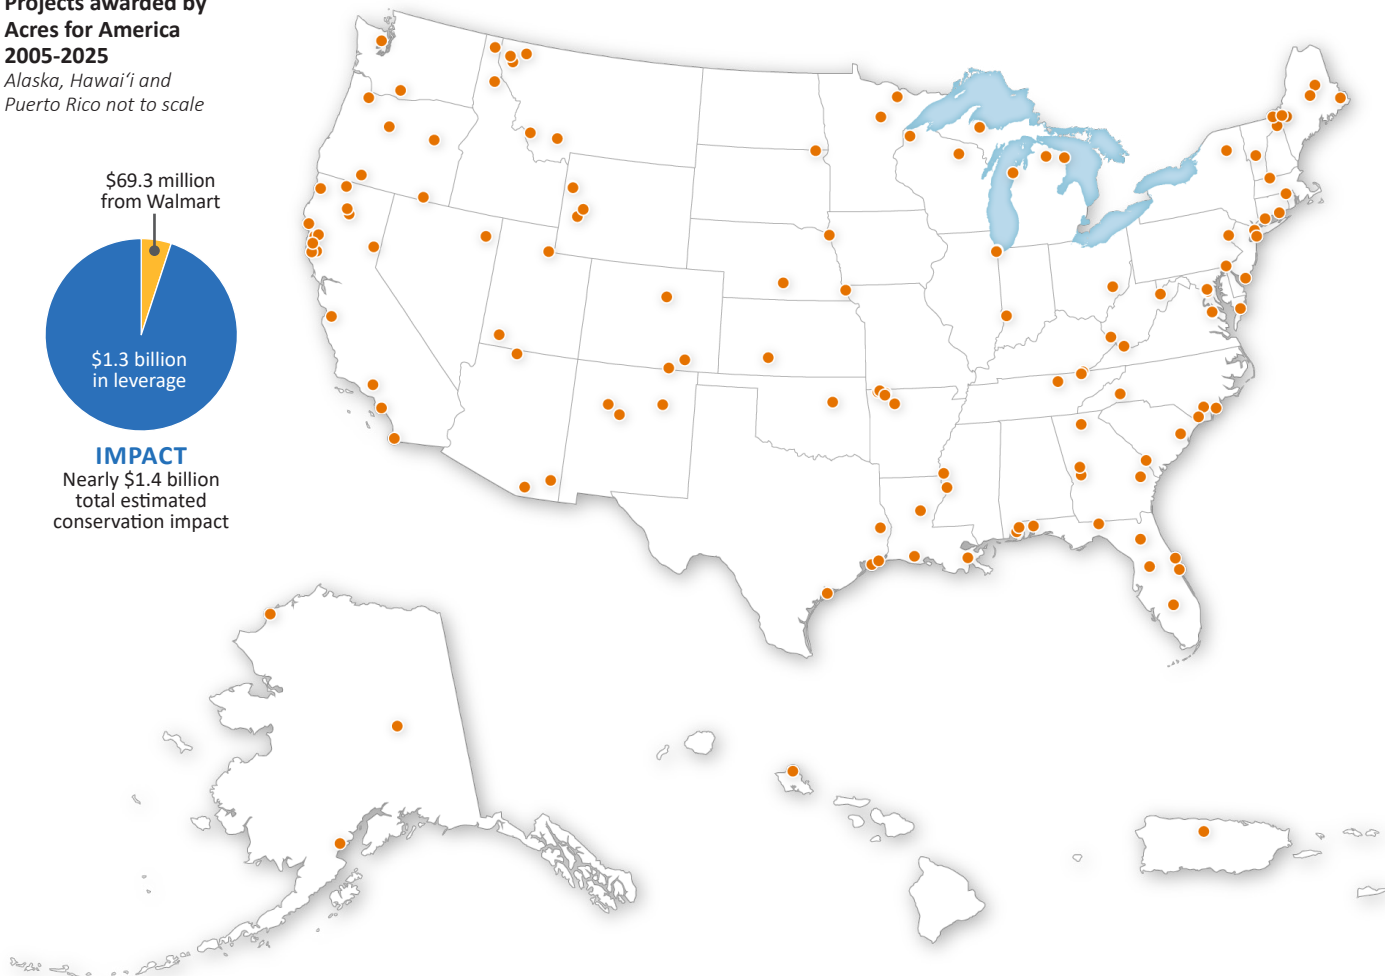 Projects awarded by
Acres for America
2005-2025
Alaska, Hawaiʻi and
Puerto Rico not to scale
$69.3 million
from Walmart
$1.3 billion
in leverage
IMPACT
Nearly $1.4 billion
total estimated
conservation impact